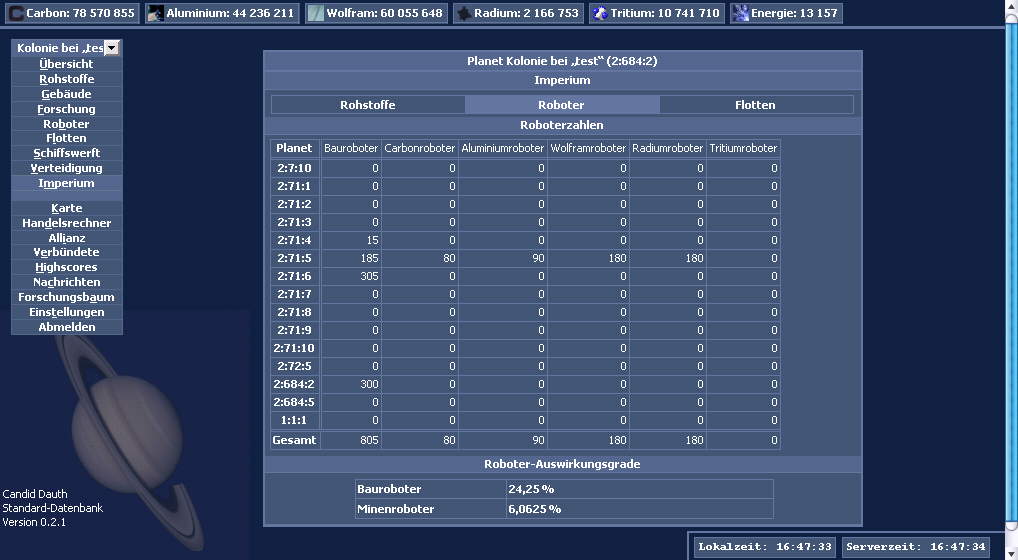 Carbon: 78 570 855 Aluminium: 44 236 211 Wolfram: 60 055 648 Radium: 2 166 753 Tritium: 10 741 710 Energie: 13 157
Kolonie bei „tes
Übersicht
Rohstoffe
Gebäude
Forschung
Roboter
Flotten
Schiffswerft
Verteidigung
Imperium
Karte
Handelsrechner
Allianz
Verbündete
Highscores
Nachrichten
Forschungsbaum
Einstellungen
Abmelden
Planet Kolonie bei „test“ (2:684:2)
Imperium
Rohstoffe Roboter Flotten
Roboterzahlen
Planet Bauroboter Carbonroboter Aluminiumroboter Wolframroboter Radiumroboter Tritiumroboter
2:7:10 0 0 0 0 0 0
2:71:1 0 0 0 0 0 0
2:71:2 0 0 0 0 0 0
2:71:3 0 0 0 0 0 0
2:71:4 15 0 0 0 0 0
2:71:5 185 80 90 180 180 0
2:71:6 305 0 0 0 0 0
2:71:7 0 0 0 0 0 0
2:71:8 0 0 0 0 0 0
2:71:9 0 0 0 0 0 0
2:71:10 0 0 0 0 0 0
2:72:5 0 0 0 0 0 0
2:684:2 300 0 0 0 0 0
2:684:5 0 0 0 0 0 0
1:1:1 0 0 0 0 0 0
Gesamt 805 80 90 180 180 0
Roboter-Auswirkungsgrade
Bauroboter 24,25 %
Minenroboter 6,0625 %
Candid Dauth
Standard-Datenbank
Version 0.2.1
Lokalzeit: 16:47:33 Serverzeit: 16:47:34